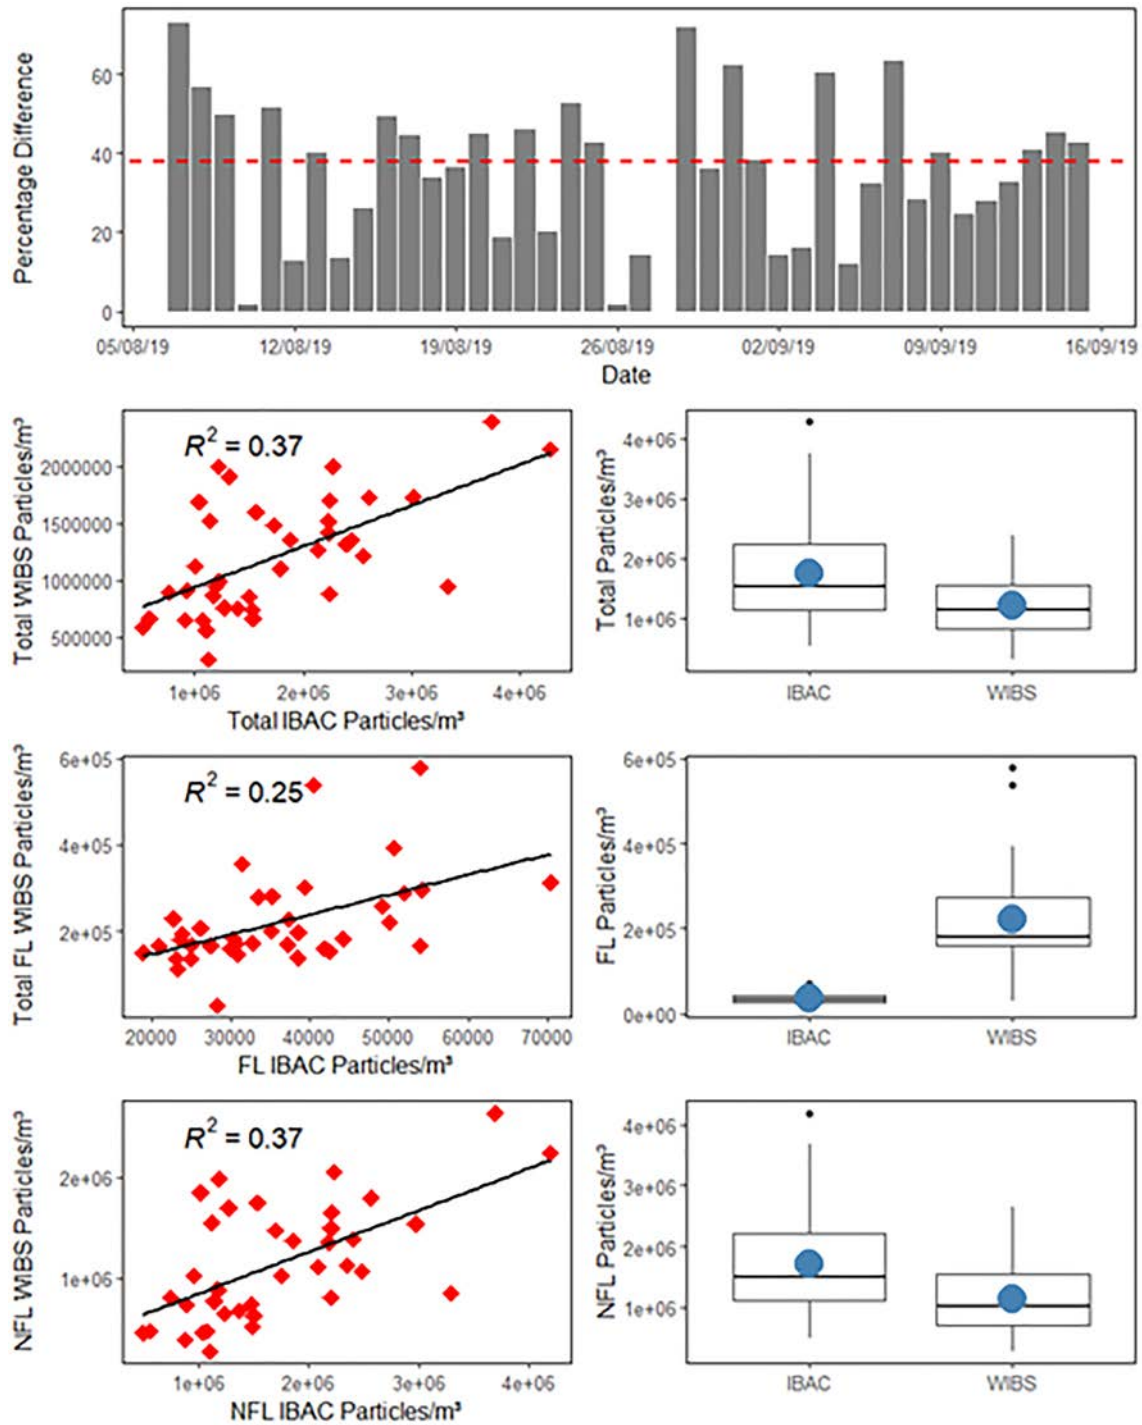 Percentage Difference
60
40
20
0
05/08/19 12/08/19 19/08/19 26/08/19 02/09/19 09/09/19 16/09/19
Date
Total WIBS Particles/m³
R² = 0.37
2000000
1500000
1000000
500000
1e+06 2e+06 3e+06 4e+06
Total IBAC Particles/m³
Total Particles/m³
4e+06
3e+06
2e+06
1e+06
IBAC WIBS
Total FL WIBS Particles/m³
R² = 0.25
6e+05
4e+05
2e+05
20000 30000 40000 50000 60000 70000
FL IBAC Particles/m³
FL Particles/m³
6e+05
4e+05
2e+05
0e+00
IBAC WIBS
NFL WIBS Particles/m³
R² = 0.37
2e+06
1e+06
1e+06 2e+06 3e+06 4e+06
NFL IBAC Particles/m³
NFL Particles/m³
4e+06
3e+06
2e+06
1e+06
IBAC WIBS